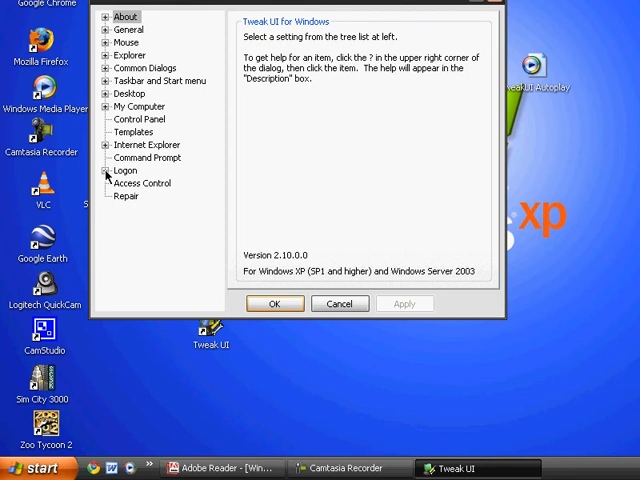 Google Chrome
Mozilla Firefox
Windows Media Player
Camtasia Recorder
VLC
S
Google Earth
Logitech QuickCam
CamStudio
Sim City 3000
Zoo Tycoon 2
About
General
Mouse
Explorer
Common Dialogs
Taskbar and Start menu
Desktop
My Computer
Control Panel
Templates
Internet Explorer
Command Prompt
Logon
Access Control
Repair
Tweak UI for Windows
Select a setting from the tree list at left.
To get help for an item, click the ? in the upper right corner of
the dialog, then click the item. The help will appear in the
"Description" box.
Version 2.10.0.0
For Windows XP (SP1 and higher) and Windows Server 2003
OK
Cancel
Apply
Tweak UI
weakUI Autoplay
xp
start
Adobe Reader - [Win...
Camtasia Recorder
Tweak UI